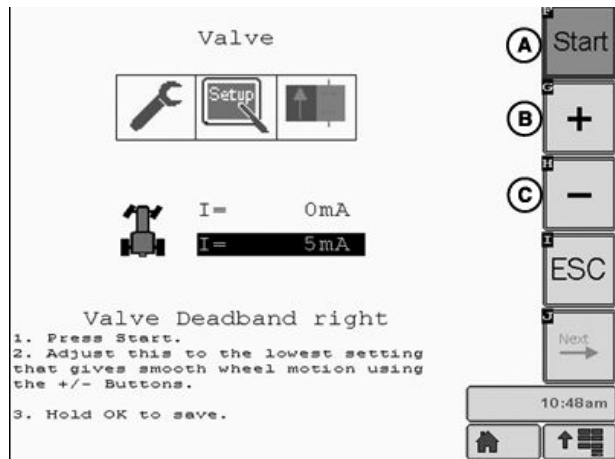 Valve
F
A
Start
Setup
G
B
+
H
C
−
I= 0mA
I= 5mA
I
ESC
Valve Deadband right
1. Press Start.
2. Adjust this to the lowest setting
that gives smooth wheel motion using
the +/- Buttons.
3. Hold OK to save.
J
Next
10:48am